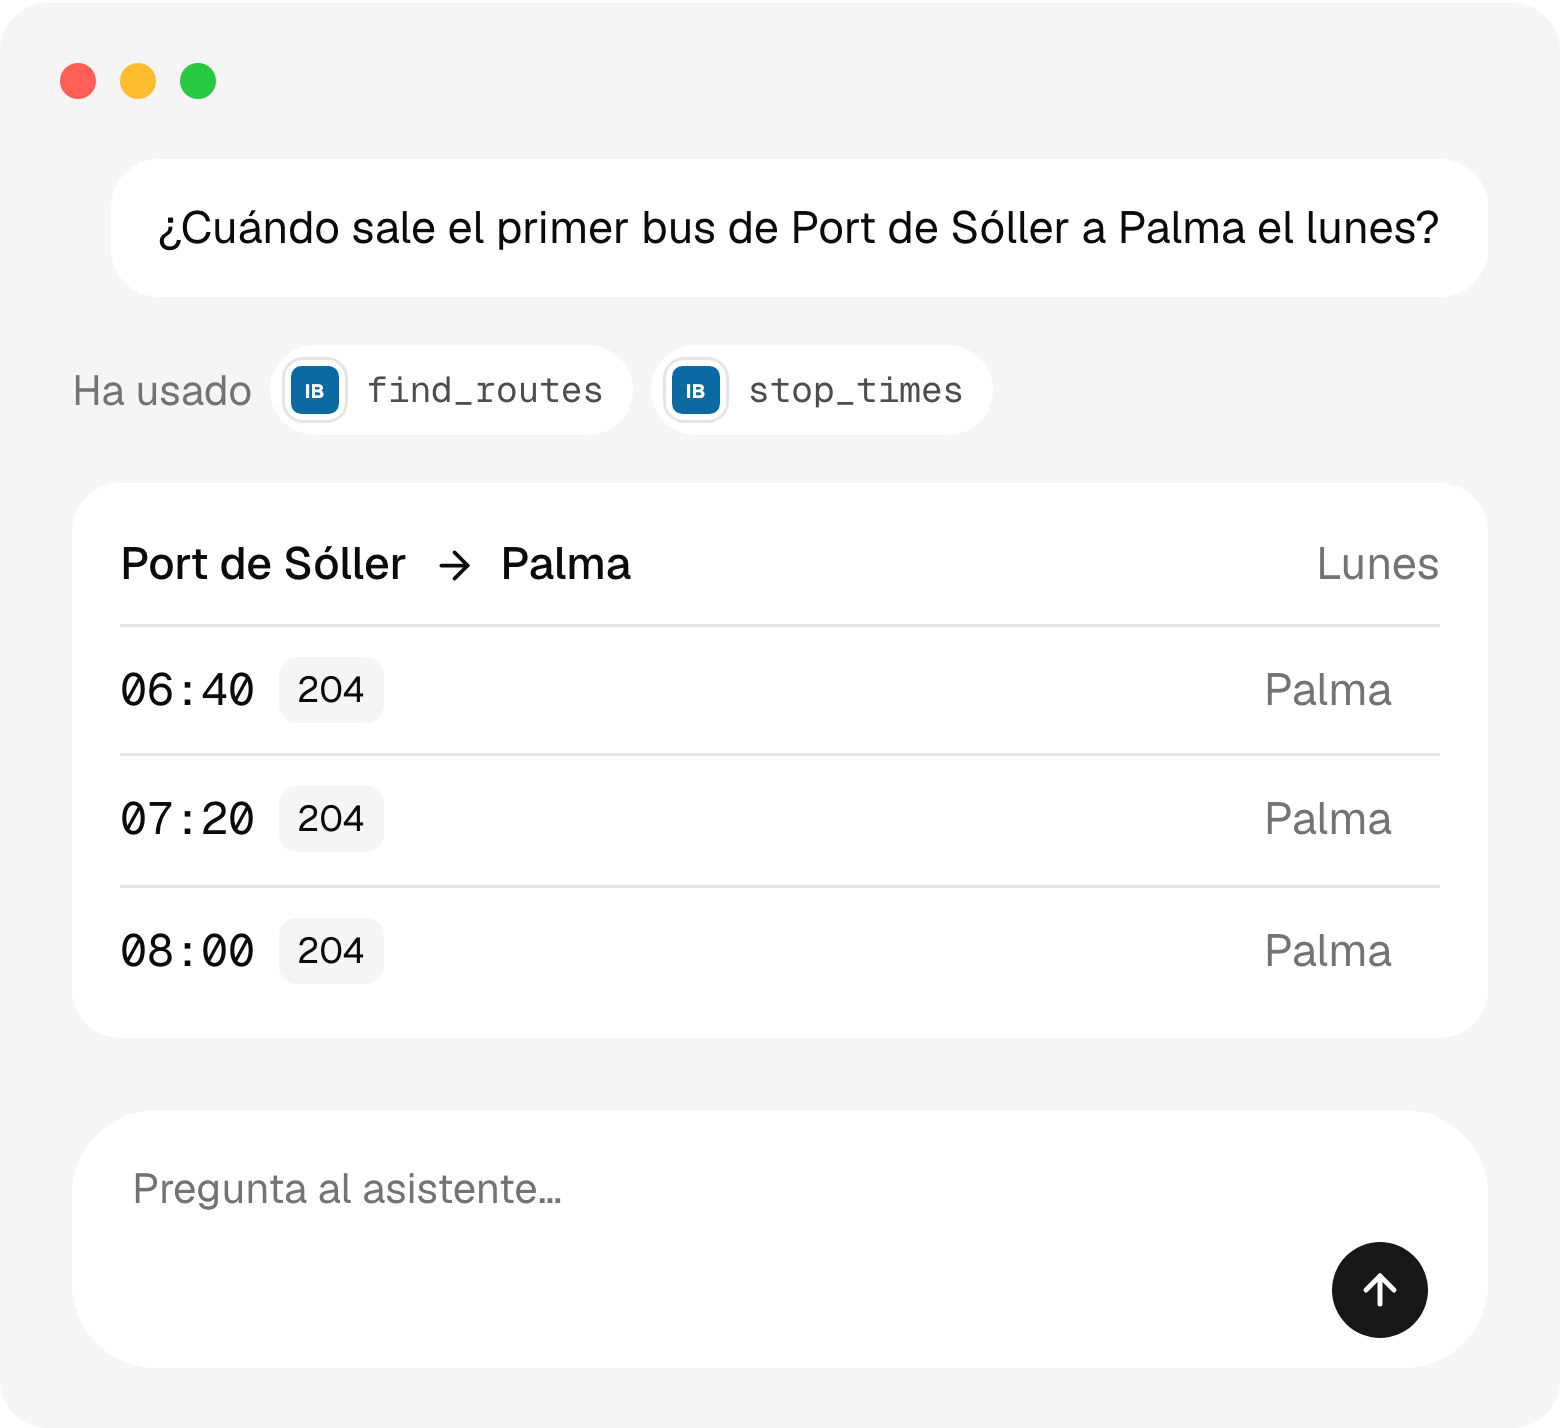 ¿Cuándo sale el primer bus de Port de Sóller a Palma el lunes?
Ha usado IB find_routes IB stop_times
Port de Sóller → Palma Lunes
06:40 204 Palma
07:20 204 Palma
08:00 204 Palma
Pregunta al asistente...